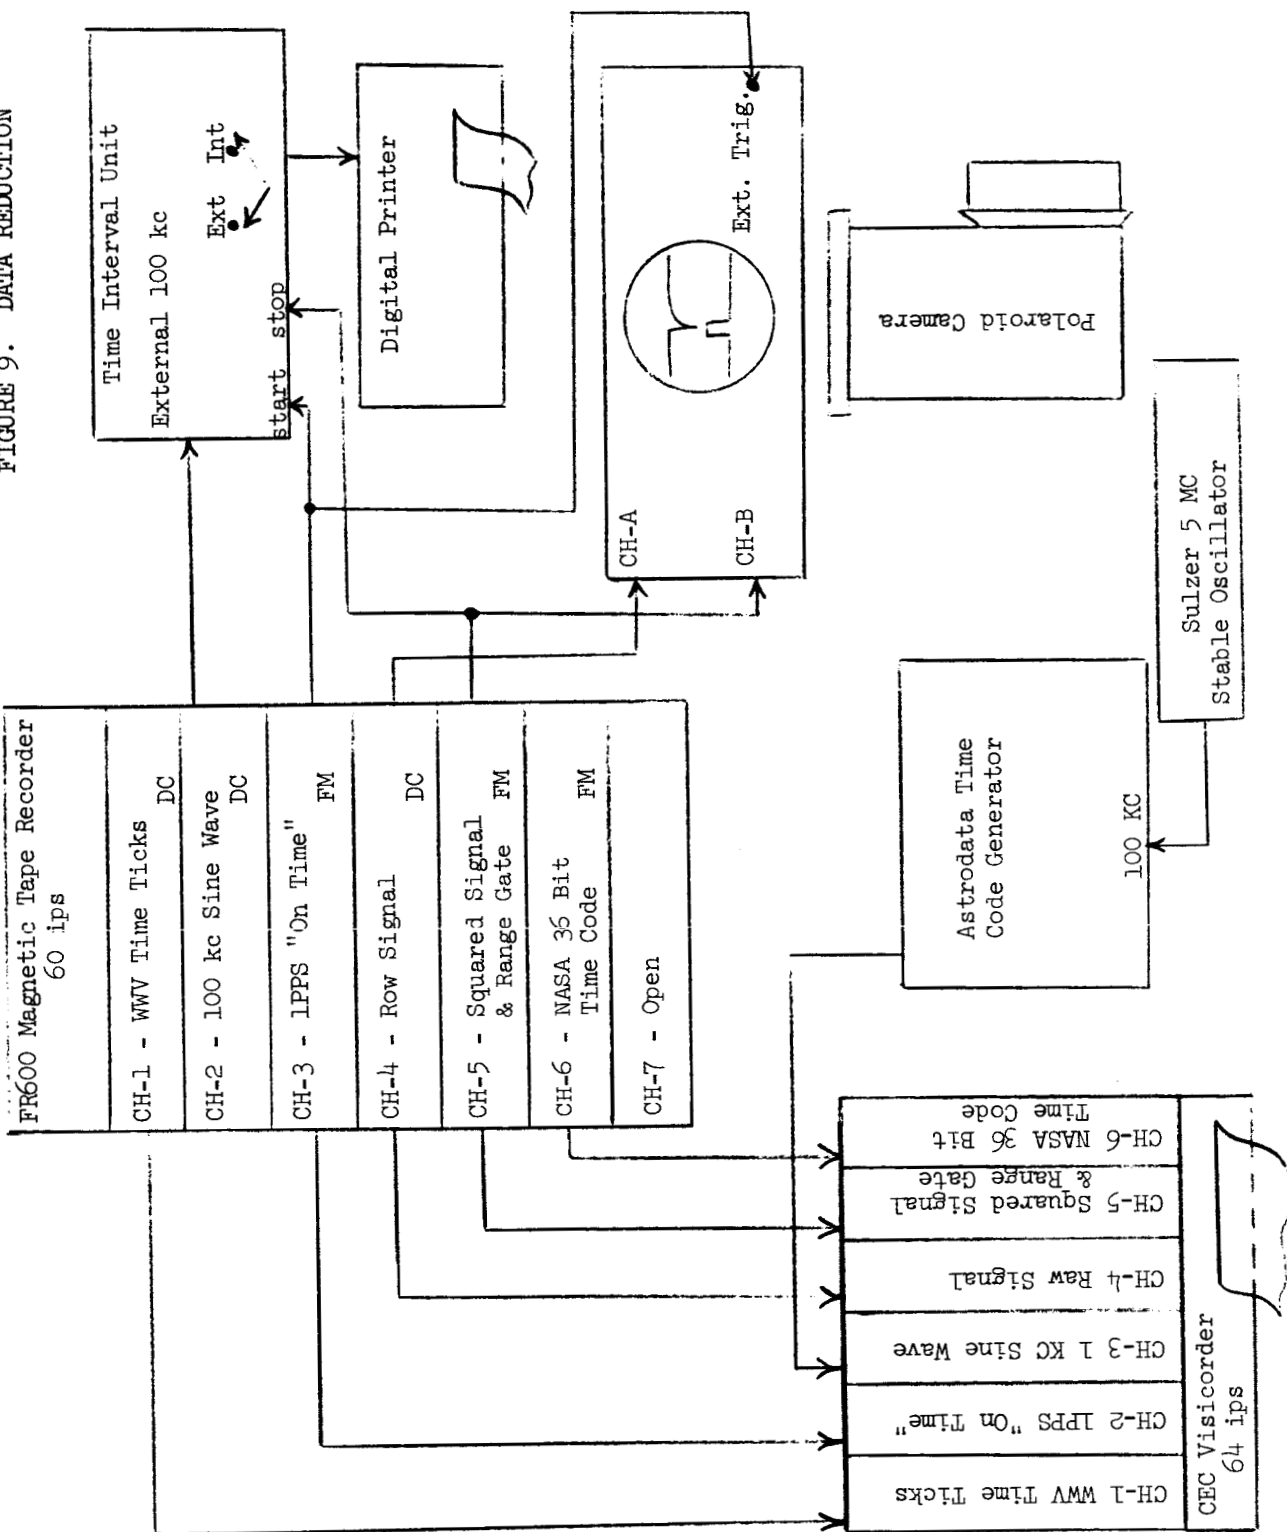 FIGURE 9. DATA REDUCTION
Time Interval Unit
External 100 kc
Ext Int
start stop
Digital Printer
CH-A
CH-B
Ext. Trig.
Polaroid Camera
FR600 Magnetic Tape Recorder
60 ips
CH-1 - WWV Time Ticks
DC
CH-2 - 100 kc Sine Wave
DC
CH-3 - 1PPS "On Time"
FM
CH-4 - Row Signal
DC
CH-5 - Squared Signal
& Range Gate FM
CH-6 - NASA 36 Bit
Time Code FM
CH-7 - Open
Astrodata Time
Code Generator
100 KC
Sulzer 5 MC
Stable Oscillator
CH-1 WWV Time Ticks
CH-2 1PPS "On Time"
CH-3 1 KC Sine Wave
CH-4 Raw Signal
CH-5 Squared Signal
& Range Gate
CH-6 NASA 36 Bit
Time Code
CEC Visicorder
64 ips